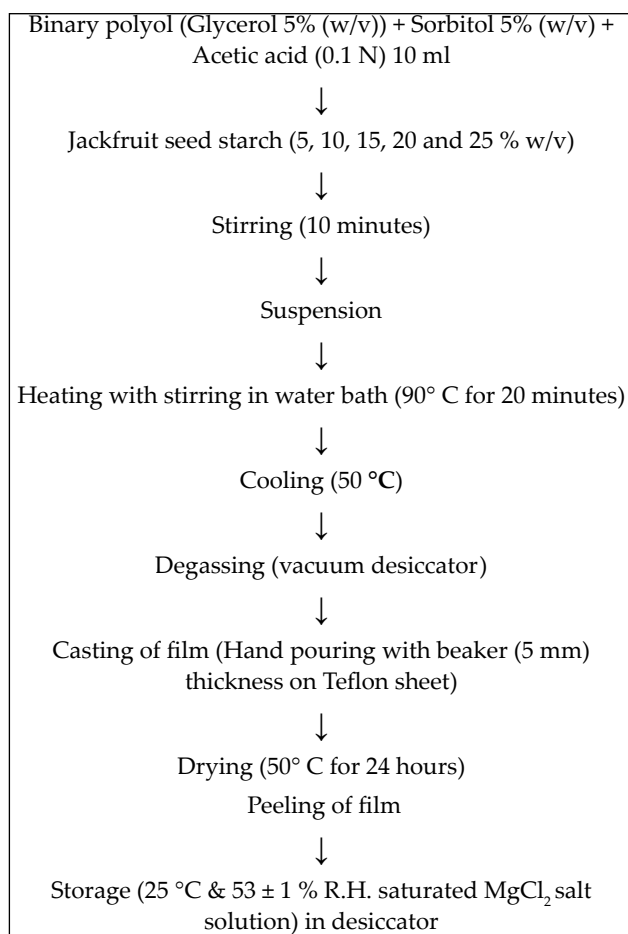 Binary polyol (Glycerol 5% (w/v)) + Sorbitol 5% (w/v) +
Acetic acid (0.1 N) 10 ml
↓
Jackfruit seed starch (5, 10, 15, 20 and 25 % w/v)
↓
Stirring (10 minutes)
↓
Suspension
↓
Heating with stirring in water bath (90° C for 20 minutes)
↓
Cooling (50 °C)
↓
Degassing (vacuum desiccator)
↓
Casting of film (Hand pouring with beaker (5 mm)
thickness on Teflon sheet)
↓
Drying (50° C for 24 hours)
Peeling of film
↓
Storage (25 °C & 53 ± 1 % R.H. saturated MgCl₂ salt
solution) in desiccator